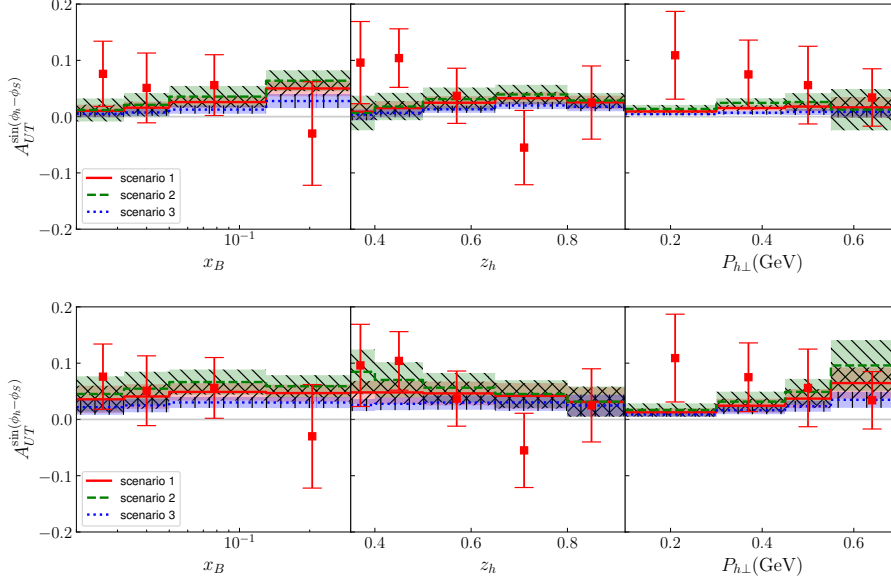 0.2
0.1
0.0
−0.1
−0.2
A_{UT}^{sin(ϕ_h−ϕ_S)}
scenario 1
scenario 2
scenario 3
10^{−1}
x_B
0.4 0.6 0.8
z_h
0.2 0.4 0.6
P_{h⊥}(GeV)
0.2
0.1
0.0
−0.1
−0.2
A_{UT}^{sin(ϕ_h−ϕ_S)}
scenario 1
scenario 2
scenario 3
10^{−1}
x_B
0.4 0.6 0.8
z_h
0.2 0.4 0.6
P_{h⊥}(GeV)